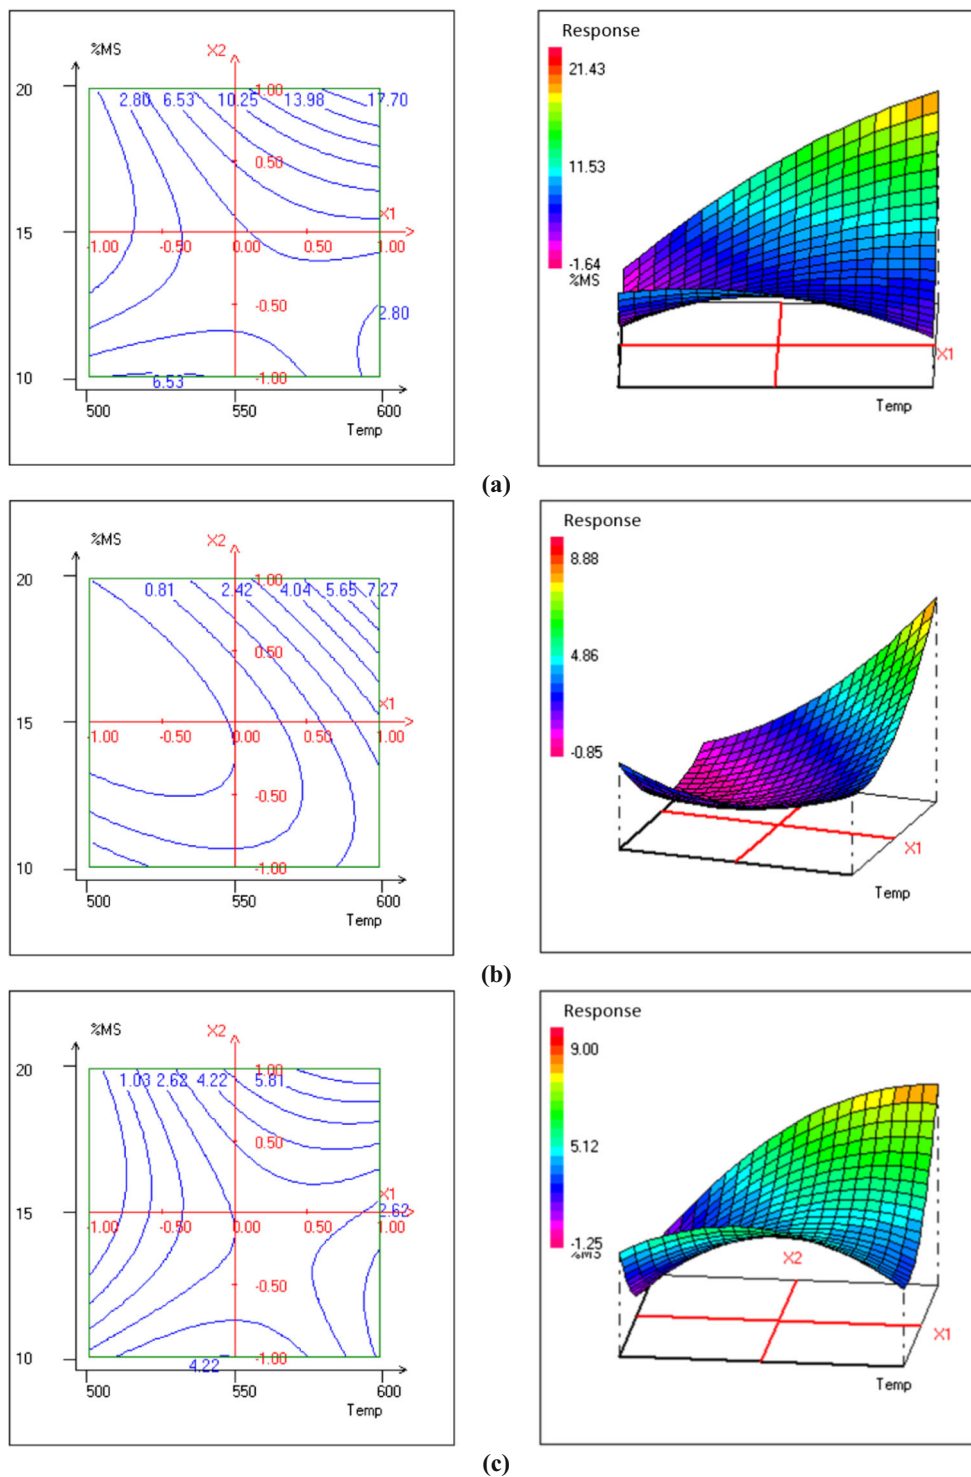 %MS X2 Response
20 1.00 21.43
2.80 6.53 10.25 13.98 17.70
0.50 11.53
X1
15 -1.00 -0.50 0.00 0.50 1.00 -1.64
%MS
-0.50 2.80
X1
10 -1.00
6.53
500 550 600 Temp
Temp
(a)
%MS X2 Response
20 1.00 8.88
0.81 2.42 4.04 5.65 7.27
0.50 4.86
X1
15 -1.00 -0.50 0.00 0.50 1.00 -0.85
-0.50
X1
10 -1.00
500 550 600 Temp
Temp
(b)
%MS X2 Response
20 1.00 9.00
1.03 2.62 4.22 5.81
0.50 5.12
X1
2.62
15 -1.00 -0.50 0.00 0.50 1.00 -1.25
%MS
X2
-0.50
X1
10 -1.00
4.22
500 550 600 Temp
Temp
(c)